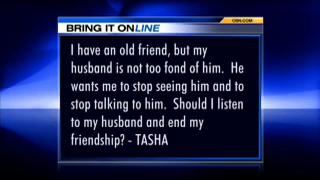 CBN.COM
BRING IT ONLINE
I have an old friend, but my
husband is not too fond of him.  He
wants me to stop seeing him and to
stop talking to him.  Should I listen
to my husband and end my
friendship? - TASHA